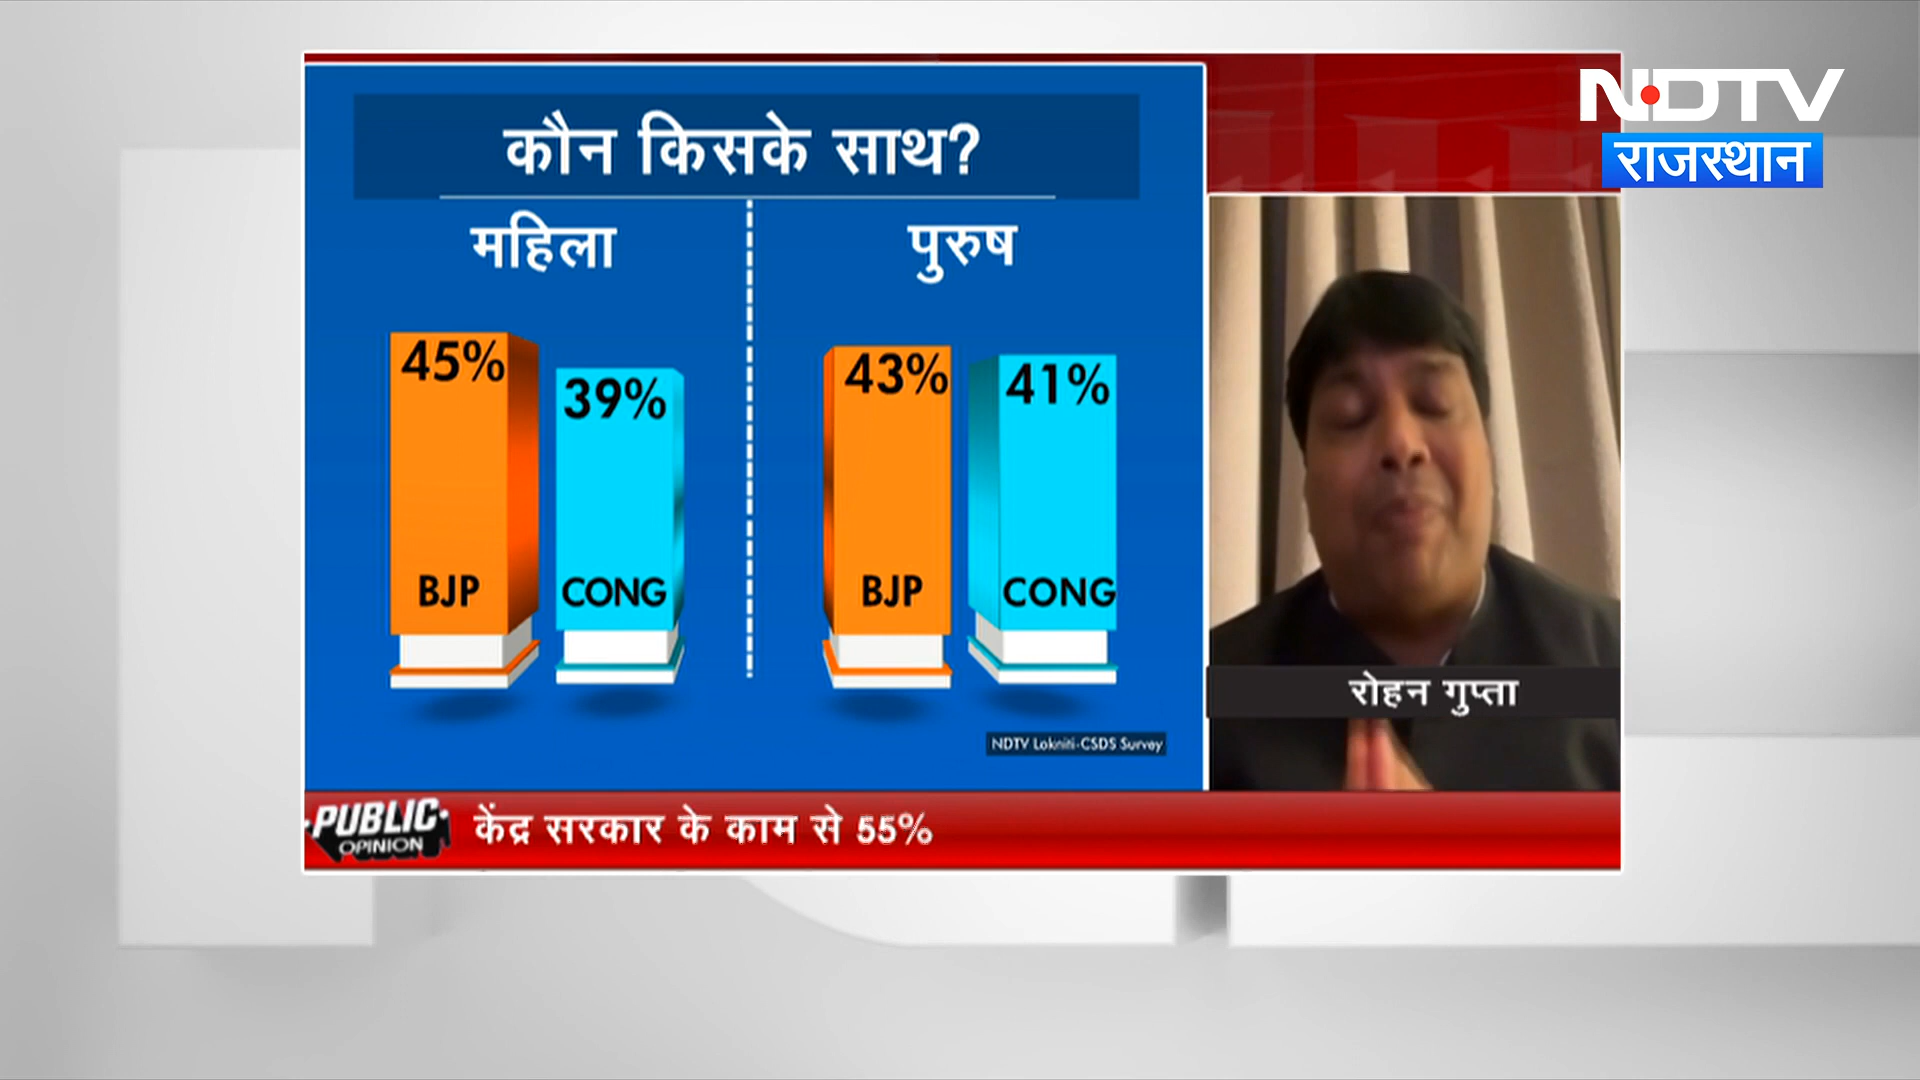 कौन किसके साथ?
महिला
पुरुष
45%
39%
43%
41%
BJP
CONG
BJP
CONG
NDTV Lokniti-CSDS Survey
NDTV
राजस्थान
रोहन गुप्ता
PUBLIC
OPINION
केंद्र सरकार के काम से 55%